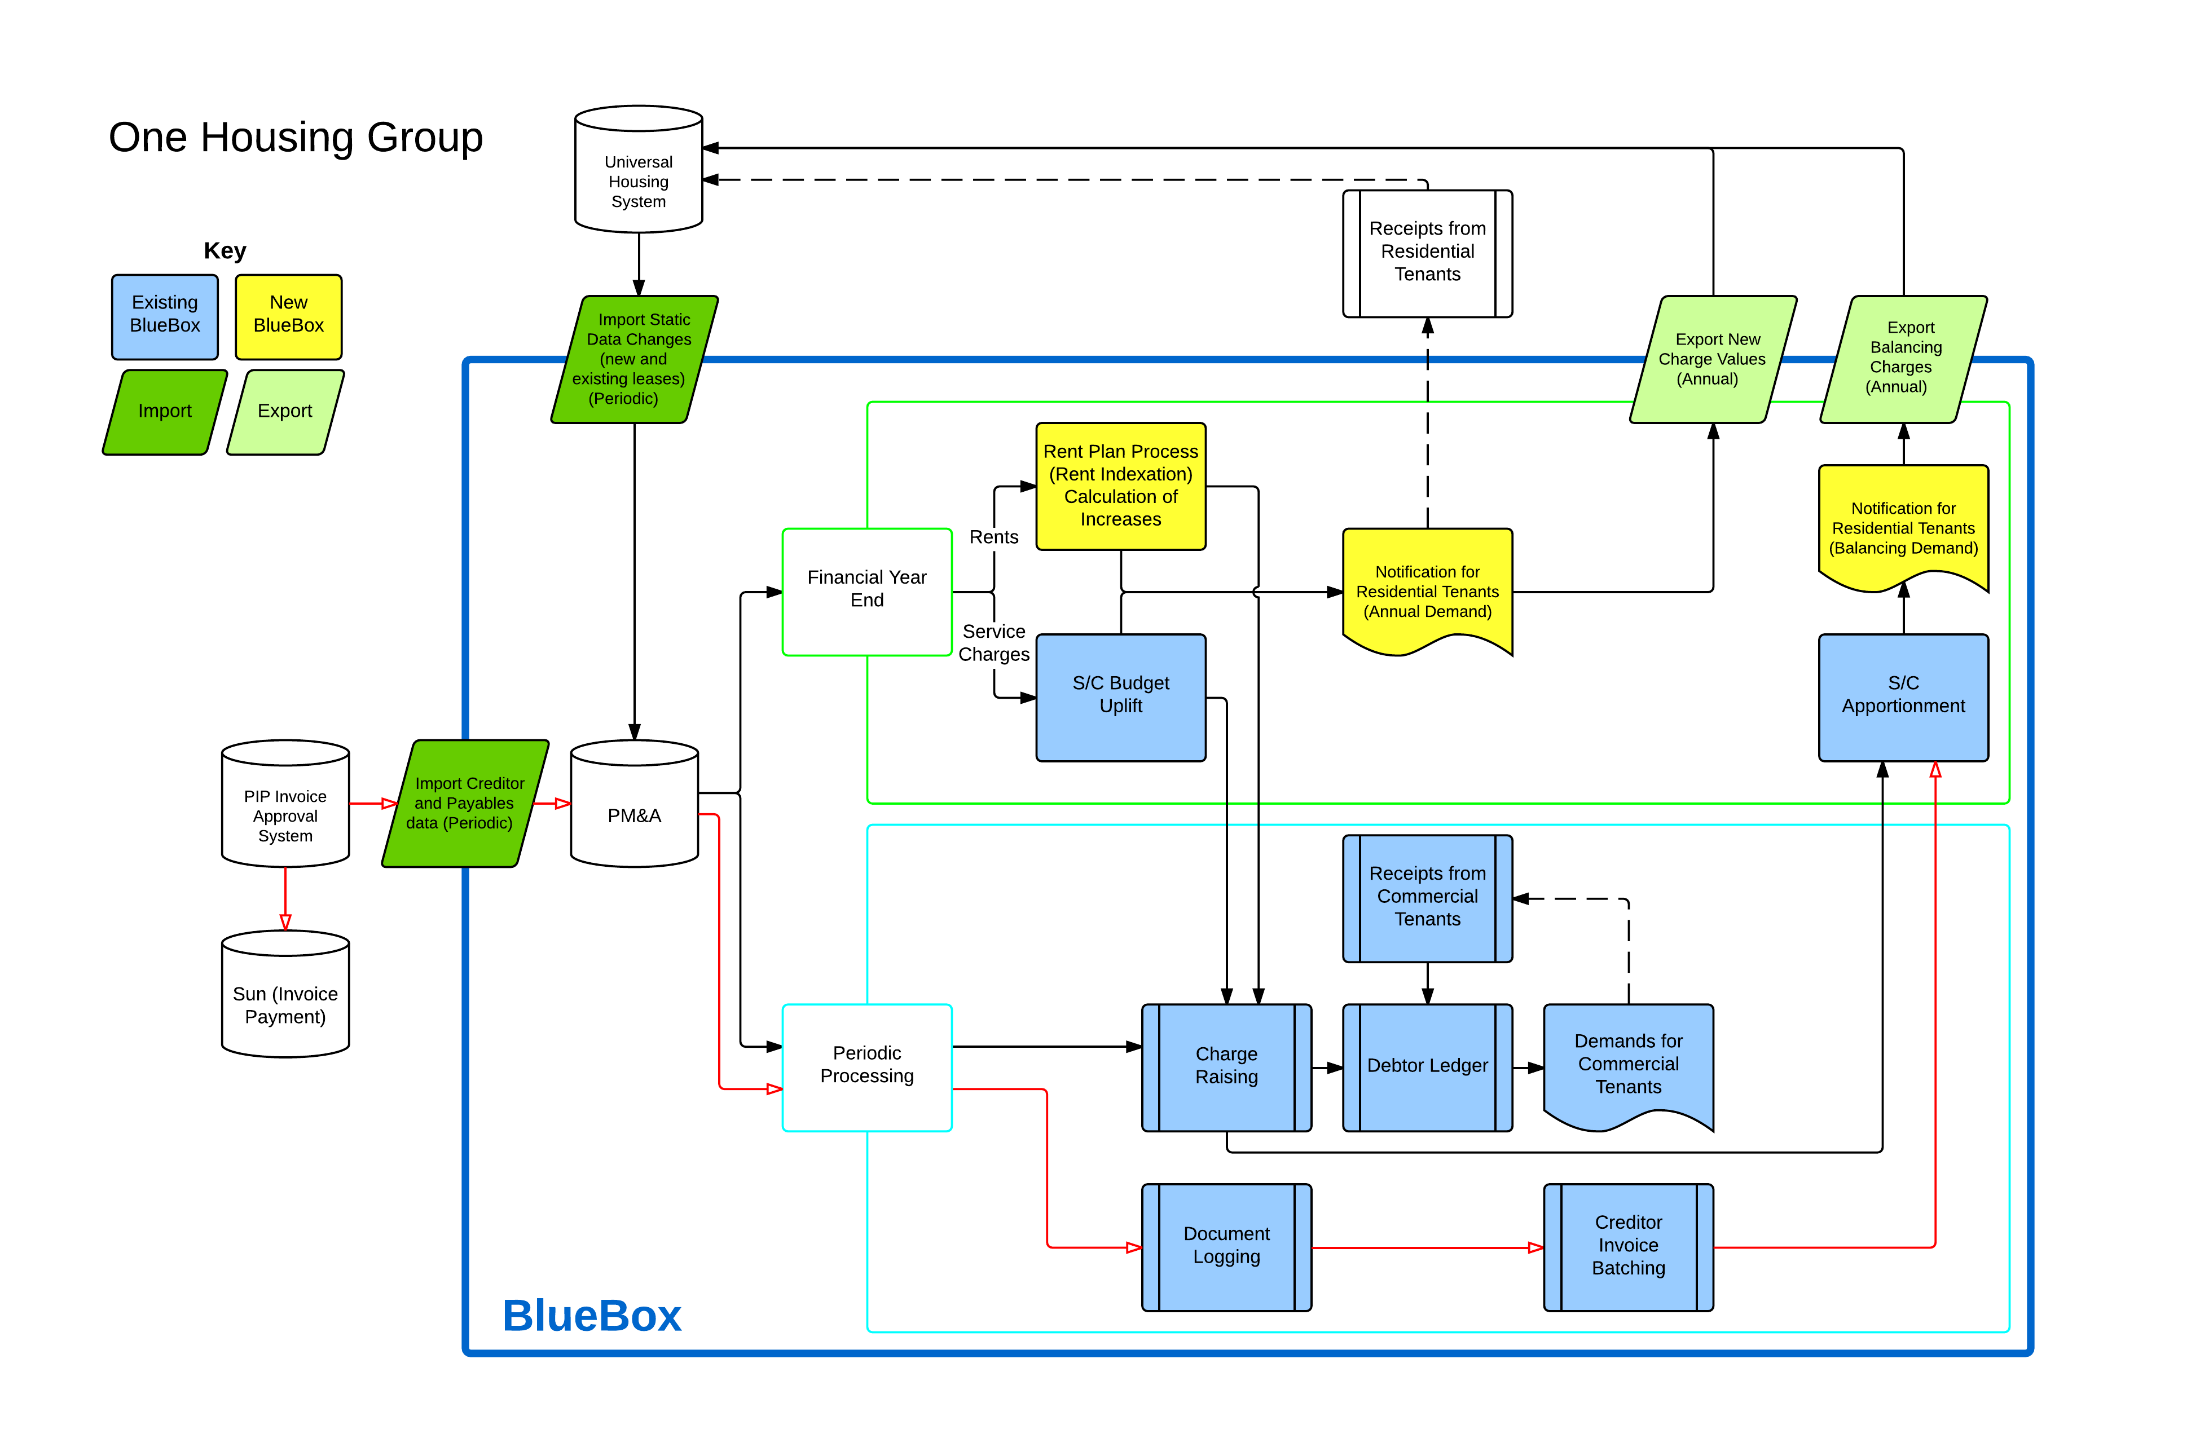 One Housing Group
Key
Existing
BlueBox
New
BlueBox
Import
Export
Universal
Housing
System
Import Static
Data Changes
(new and
existing leases)
(Periodic)
Receipts from
Residential
Tenants
Export New
Charge Values
(Annual)
Export
Balancing
Charges
(Annual)
Rent Plan Process
(Rent Indexation)
Calculation of
Increases
Rents
Financial Year
End
Service
Charges
S/C Budget
Uplift
Notification for
Residential Tenants
(Annual Demand)
Notification for
Residential Tenants
(Balancing Demand)
S/C
Apportionment
PIP Invoice
Approval
System
Import Creditor
and Payables
data (Periodic)
PM&A
Sun (Invoice
Payment)
Receipts from
Commercial
Tenants
Periodic
Processing
Charge
Raising
Debtor Ledger
Demands for
Commercial
Tenants
Document
Logging
Creditor
Invoice
Batching
BlueBox